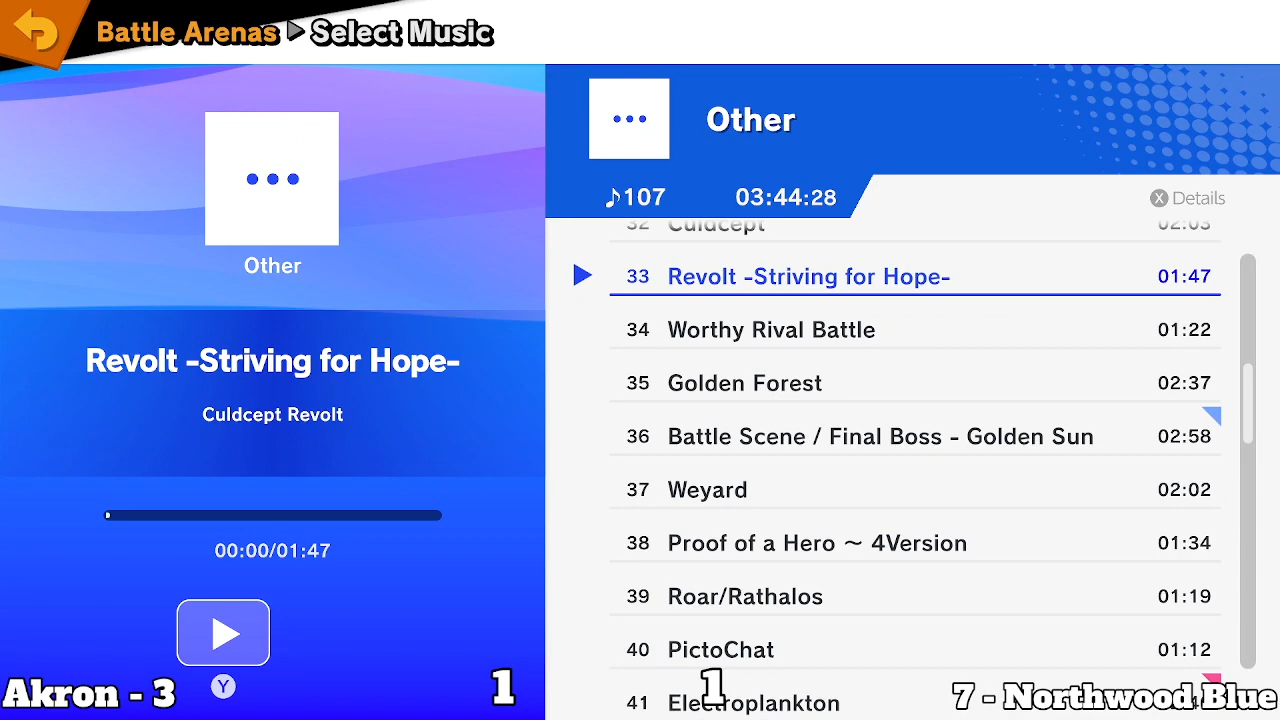 Battle Arenas ▶ Select Music
Other
Revolt -Striving for Hope-
Culdcept Revolt
00:00/01:47
Y
Other
♪107 03:44:28
X Details
32 Culdcept 02:03
33 Revolt -Striving for Hope- 01:47
34 Worthy Rival Battle 01:22
35 Golden Forest 02:37
36 Battle Scene / Final Boss - Golden Sun 02:58
37 Weyard 02:02
38 Proof of a Hero ~ 4Version 01:34
39 Roar/Rathalos 01:19
40 PictoChat 01:12
41 Electroplankton
Akron - 3 1 1 7 - Northwood Blue